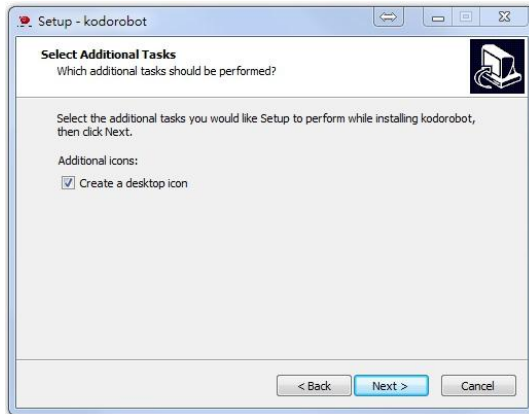 Setup - kodorobot
Select Additional Tasks
Which additional tasks should be performed?
Select the additional tasks you would like Setup to perform while installing kodorobot,
then click Next.
Additional icons:
Create a desktop icon
< Back
Next >
Cancel